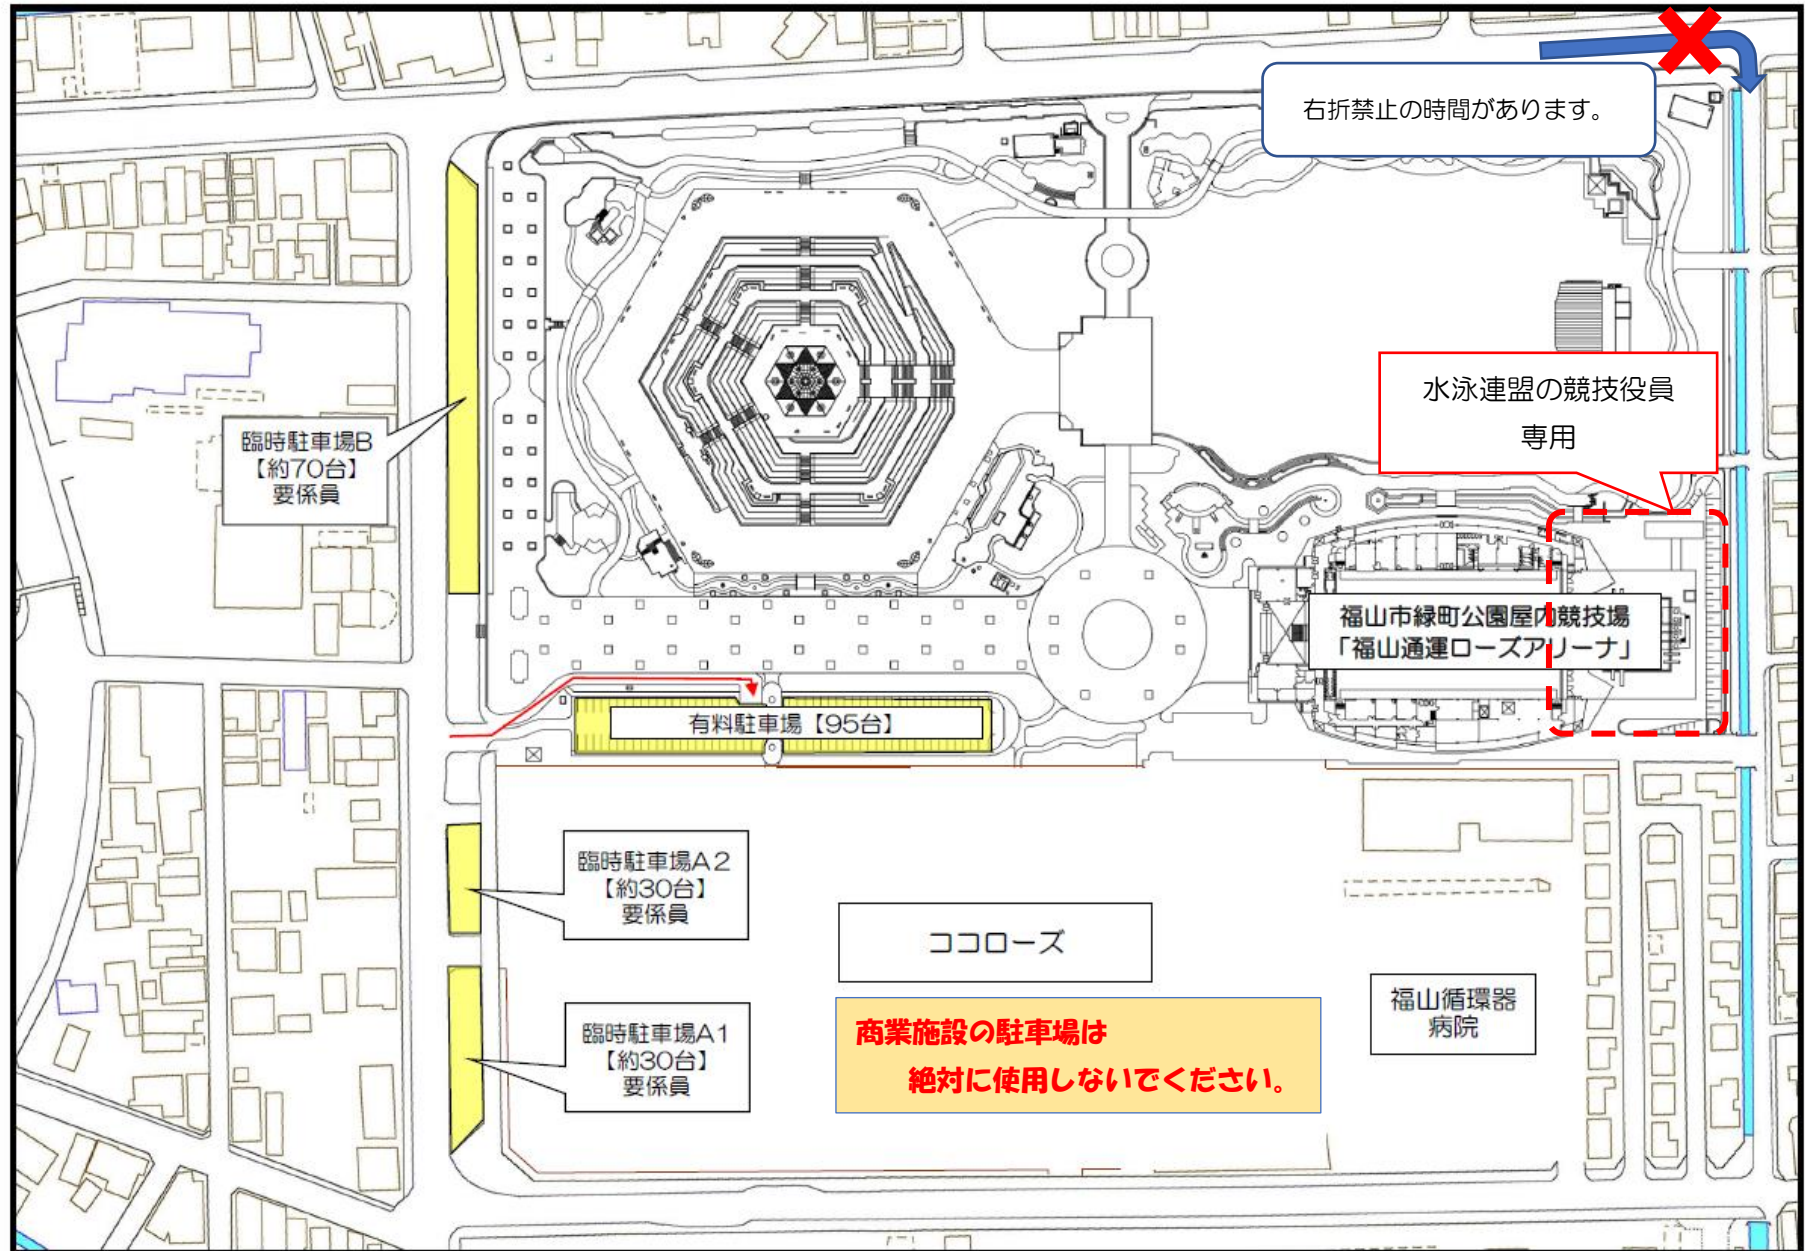 右折禁止の時間があります。
水泳連盟の競技役員
専用
臨時駐車場B
【約70台】
要係員
福山市緑町公園屋内競技場
「福山通運ローズアリーナ」
有料駐車場【95台】
臨時駐車場A2
【約30台】
要係員
ココローズ
福山循環器
病院
商業施設の駐車場は
絶対に使用しないでください。
臨時駐車場A1
【約30台】
要係員